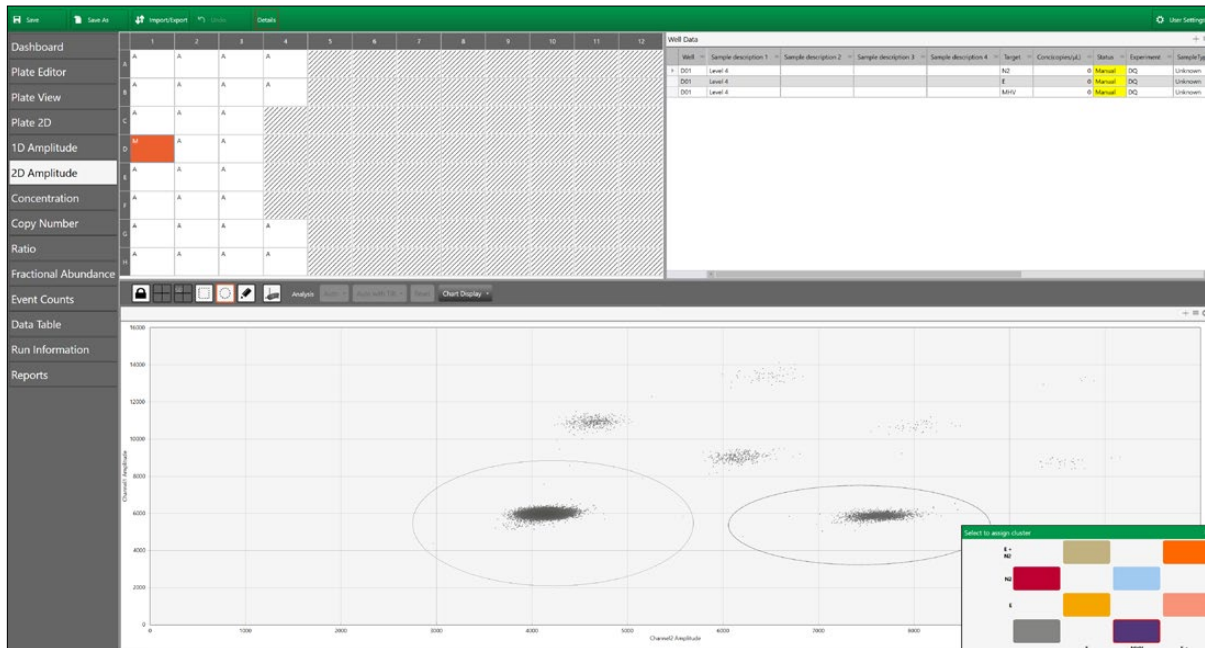 Save
Save As
Import/Export
Undo
Details
User Settings
Dashboard
Plate Editor
Plate View
Plate 2D
1D Amplitude
2D Amplitude
Concentration
Copy Number
Ratio
Fractional Abundance
Event Counts
Data Table
Run Information
Reports
1 2 3 4 5 6 7 8 9 10 11 12
A A A A A
B A A A A
C A A A
D M A A
E A A A
F A A A
G A A A A
H A A A A
Well Data
Well Sample description 1 Sample description 2 Sample description 3 Sample description 4 Target Conc(copies/µL) Status Experiment SampleTyp
D01 Level 4 N2 0 Manual DQ Unknown
D01 Level 4 E 0 Manual DQ Unknown
D01 Level 4 MHV 0 Manual DQ Unknown
Analysis Auto Auto with Tilt Reset Chart Display
16000
14000
12000
10000
8000
6000
4000
2000
0
Channel1 Amplitude
0 1000 2000 3000 4000 5000 6000 7000 8000
Channel2 Amplitude
Select to assign cluster
E +
N2
N2
E